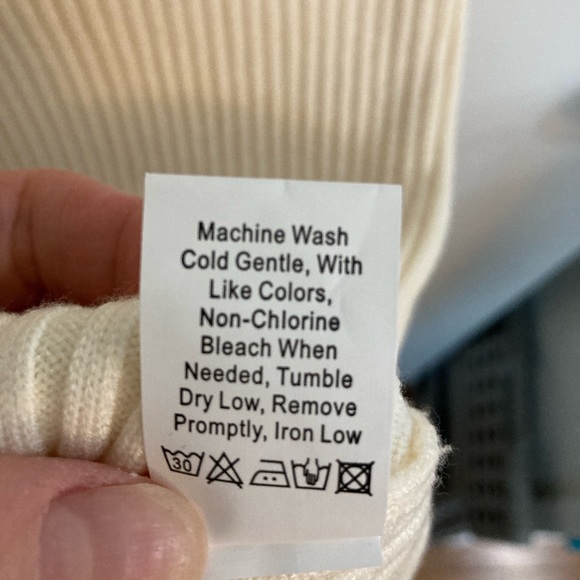 Machine Wash
Cold Gentle, With
Like Colors,
Non-Chlorine
Bleach When
Needed, Tumble
Dry Low, Remove
Promptly, Iron Low
30